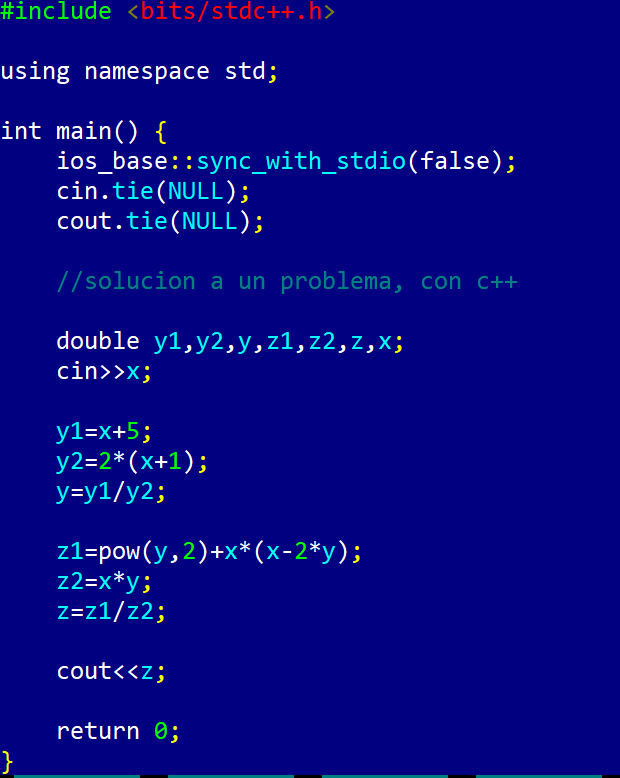 #include <bits/stdc++.h>
using namespace std;
int main() {
ios_base::sync_with_stdio(false);
cin.tie(NULL);
cout.tie(NULL);
//solucion a un problema, con c++
double y1,y2,y,z1,z2,z,x;
cin>>x;
y1=x+5;
y2=2*(x+1);
y=y1/y2;
z1=pow(y,2)+x*(x-2*y);
z2=x*y;
z=z1/z2;
cout<<z;
return 0;
}